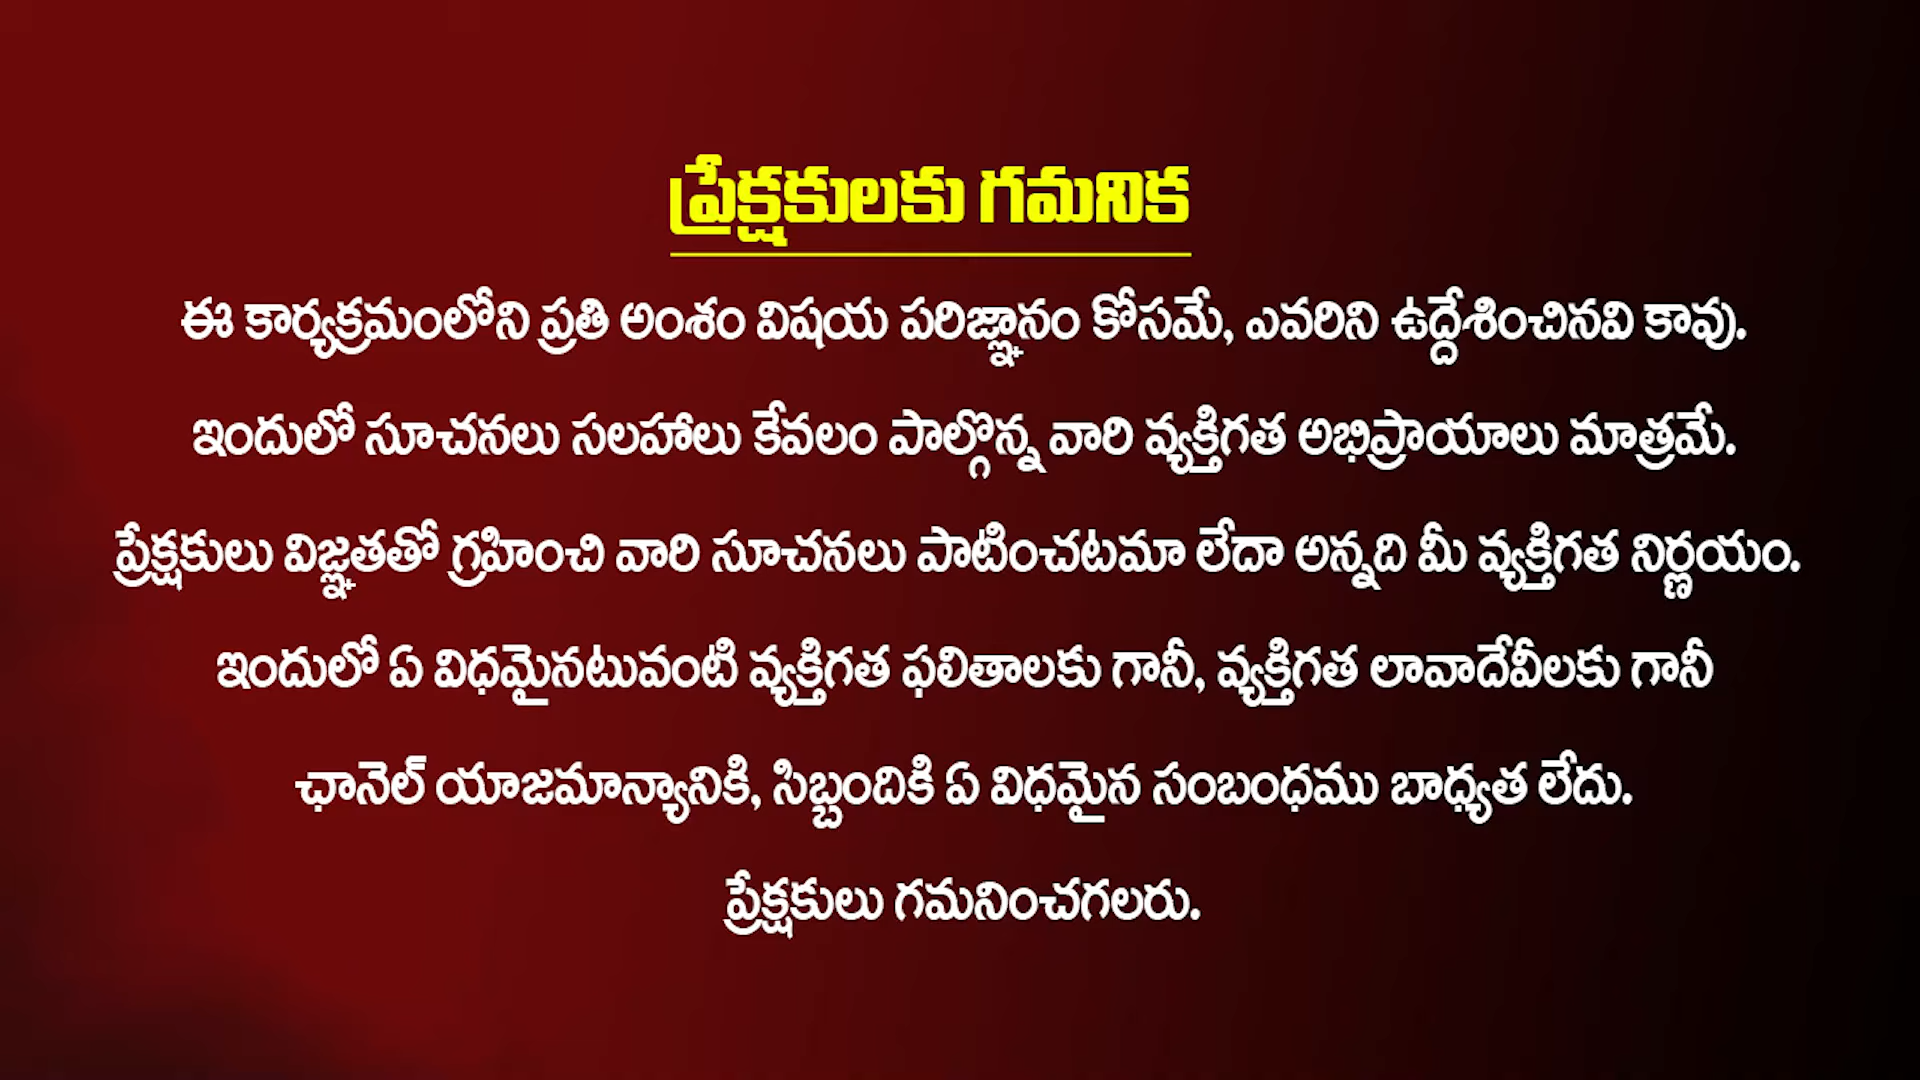 ప్రేక్షకులకు గమనిక
ఈ కార్యక్రమంలోని ప్రతి అంశం విషయ పరిజ్ఞానం కోసమే, ఎవరిని ఉద్దేశించినవి కావు.
ఇందులో సూచనలు సలహాలు కేవలం పాల్గొన్న వారి వ్యక్తిగత అభిప్రాయాలు మాత్రమే.
ప్రేక్షకులు విజ్ఞతతో గ్రహించి వారి సూచనలు పాటించటమా లేదా అన్నది మీ వ్యక్తిగత నిర్ణయం.
ఇందులో ఏ విధమైనటువంటి వ్యక్తిగత ఫలితాలకు గానీ, వ్యక్తిగత లావాదేవీలకు గానీ
ఛానెల్ యాజమాన్యానికి, సిబ్బందికి ఏ విధమైన సంబంధము బాధ్యత లేదు.
ప్రేక్షకులు గమనించగలరు.